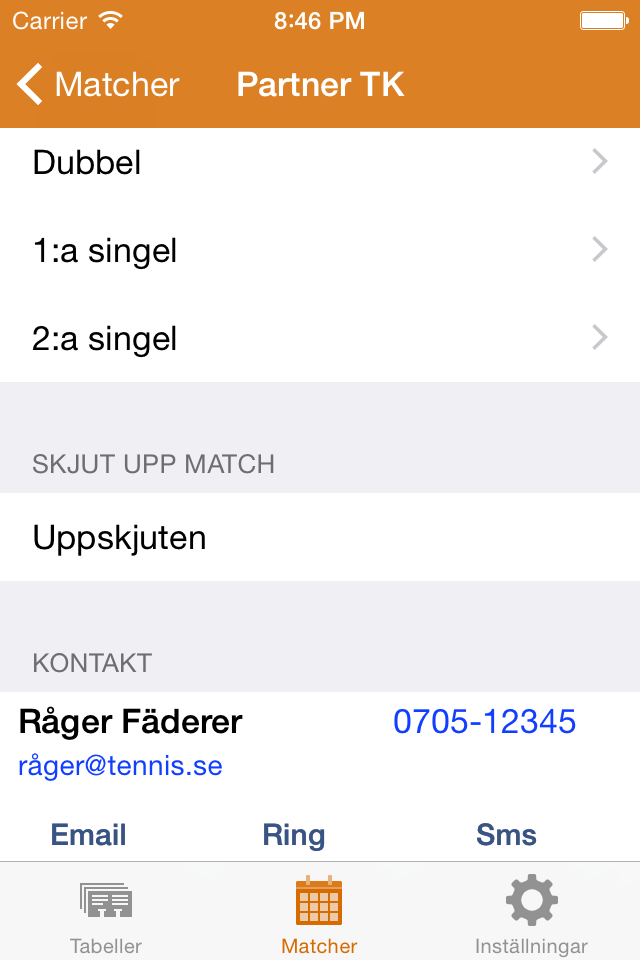 Carrier 8:46 PM
Matcher Partner TK
Dubbel
1:a singel
2:a singel
SKJUT UPP MATCH
Uppskjuten
KONTAKT
Råger Fäderer 0705-12345
råger@tennis.se
Email Ring Sms
Tabeller Matcher Inställningar